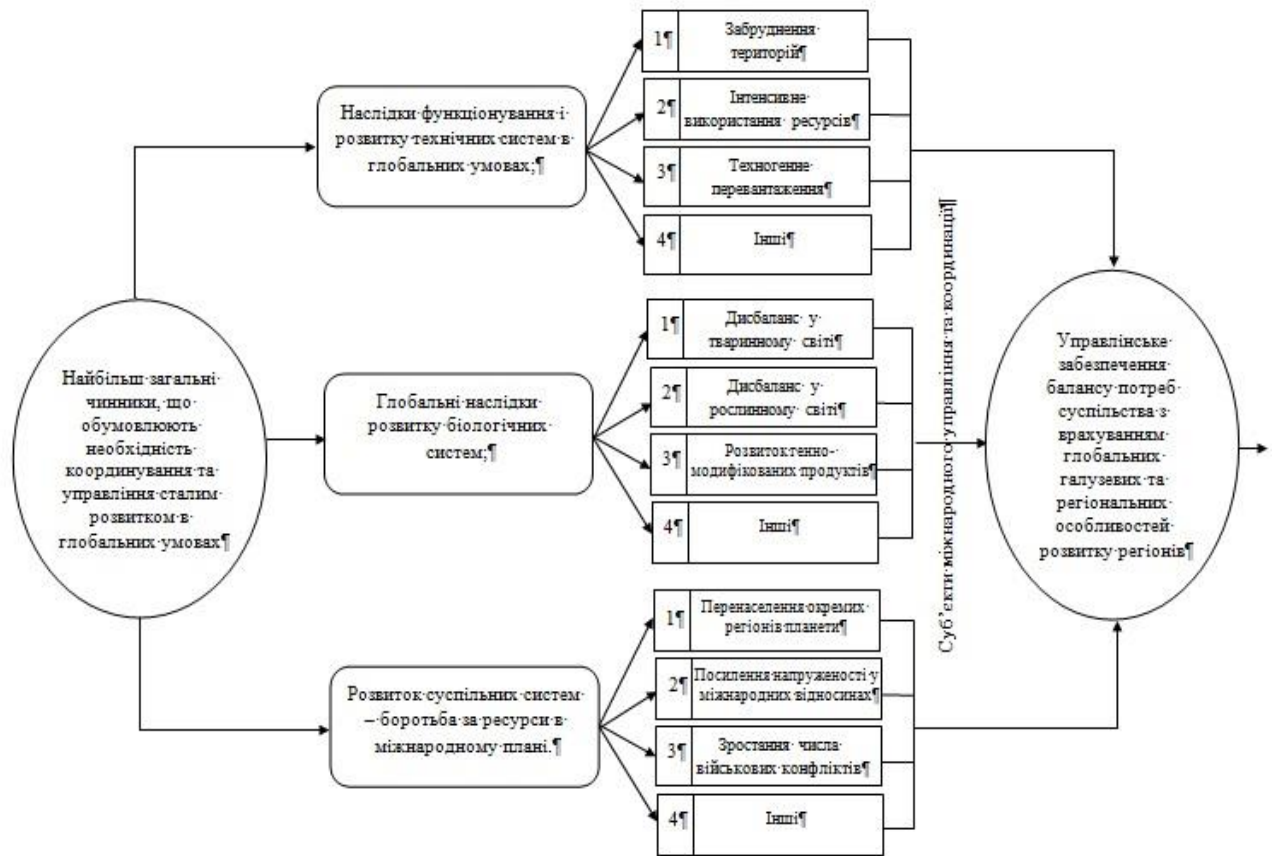 Найбільш загальні
чинники, що
обумовлюють
необхідність
координування та
управління сталим
розвитком в
глобальних умовах¶
Наслідки функціонування і
розвитку технічних систем в
глобальних умовах;¶
1¶
Забруднення
територій¶
2¶
Інтенсивне
використання ресурсів¶
3¶
Техногенне
перевантаження¶
4¶
Інші¶
Глобальні наслідки
розвитку біологічних
систем;¶
1¶
Дисбаланс у
тваринному світі¶
2¶
Дисбаланс у
рослинному світі¶
3¶
Розвиток генно-
модифікованих продуктів¶
4¶
Інші¶
Розвиток суспільних систем
– боротьба за ресурси в
міжнародному плані.¶
1¶
Перенаселення окремих
регіонів планети¶
2¶
Посилення напруженості у
міжнародних відносинах¶
3¶
Зростання числа
військових конфліктів¶
4¶
Інші¶
Суб’єкти міжнародного управління та координації¶
Управлінське
забезпечення
балансу потреб
суспільства з
врахуванням
глобальних
галузевих та
регіональних
особливостей
розвитку регіонів¶